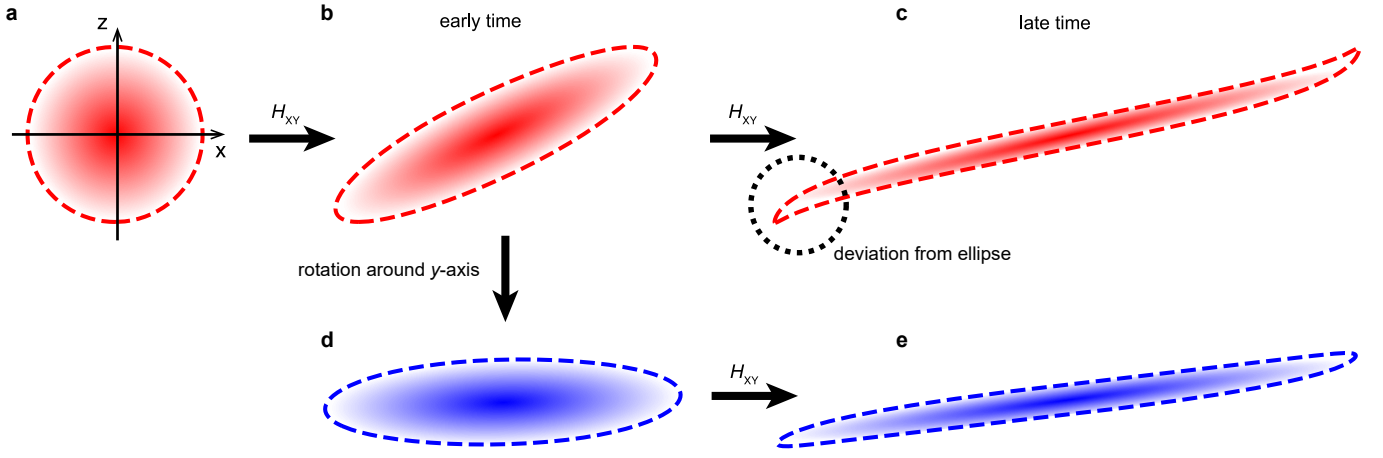 a
z
x
H_XY
b
early time
H_XY
c
late time
deviation from ellipse
rotation around y-axis
d
H_XY
e